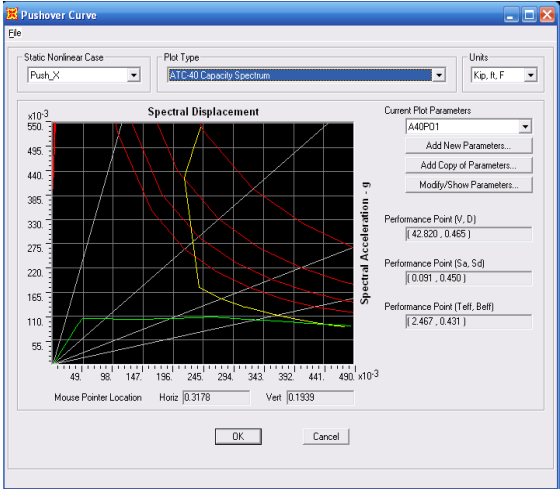 Pushover Curve
File
Static Nonlinear Case
Push_X
Plot Type
ATC-40 Capacity Spectrum
Units
Kip, ft, F
Spectral Displacement
x10-3
550.
495.
440.
385.
330.
275.
220.
165.
110.
55.
49. 98. 147. 196. 245. 294. 343. 392. 441. 490. x10-3
Spectral Acceleration - g
Mouse Pointer Location Horiz 0.3178 Vert 0.1939
Current Plot Parameters
A40PO1
Add New Parameters...
Add Copy of Parameters...
Modify/Show Parameters...
Performance Point (V, D)
( 42.820 , 0.465 )
Performance Point (Sa, Sd)
( 0.091 , 0.450 )
Performance Point (Teff, Beff)
( 2.467 , 0.431 )
OK Cancel